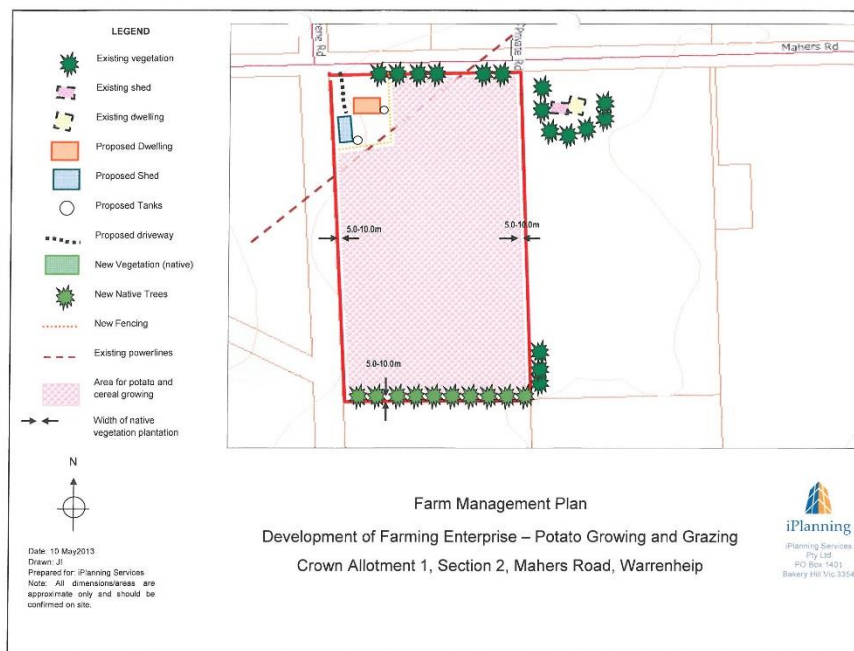 LEGEND
Existing vegetation
Existing shed
Existing dwelling
Proposed Dwelling
Proposed Shed
Proposed Tanks
Proposed driveway
New Vegetation (native)
New Native Trees
New Fencing
Existing powerlines
Area for potato and
cereal growing
Width of native
vegetation plantation
N
Date: 10 May2013
Drawn: JI
Prepared for: iPlanning Services
Note: All dimensions/areas are
approximate only and should be
confirmed on site.
Rd
Rd
Mahers Rd
5.0-10.0m
5.0-10.0m
5.0-10.0m
Farm Management Plan
Development of Farming Enterprise – Potato Growing and Grazing
Crown Allotment 1, Section 2, Mahers Road, Warrenheip
iPlanning
iPlanning Services
Pty Ltd
PO Box 1401
Bakery Hill Vic 3354